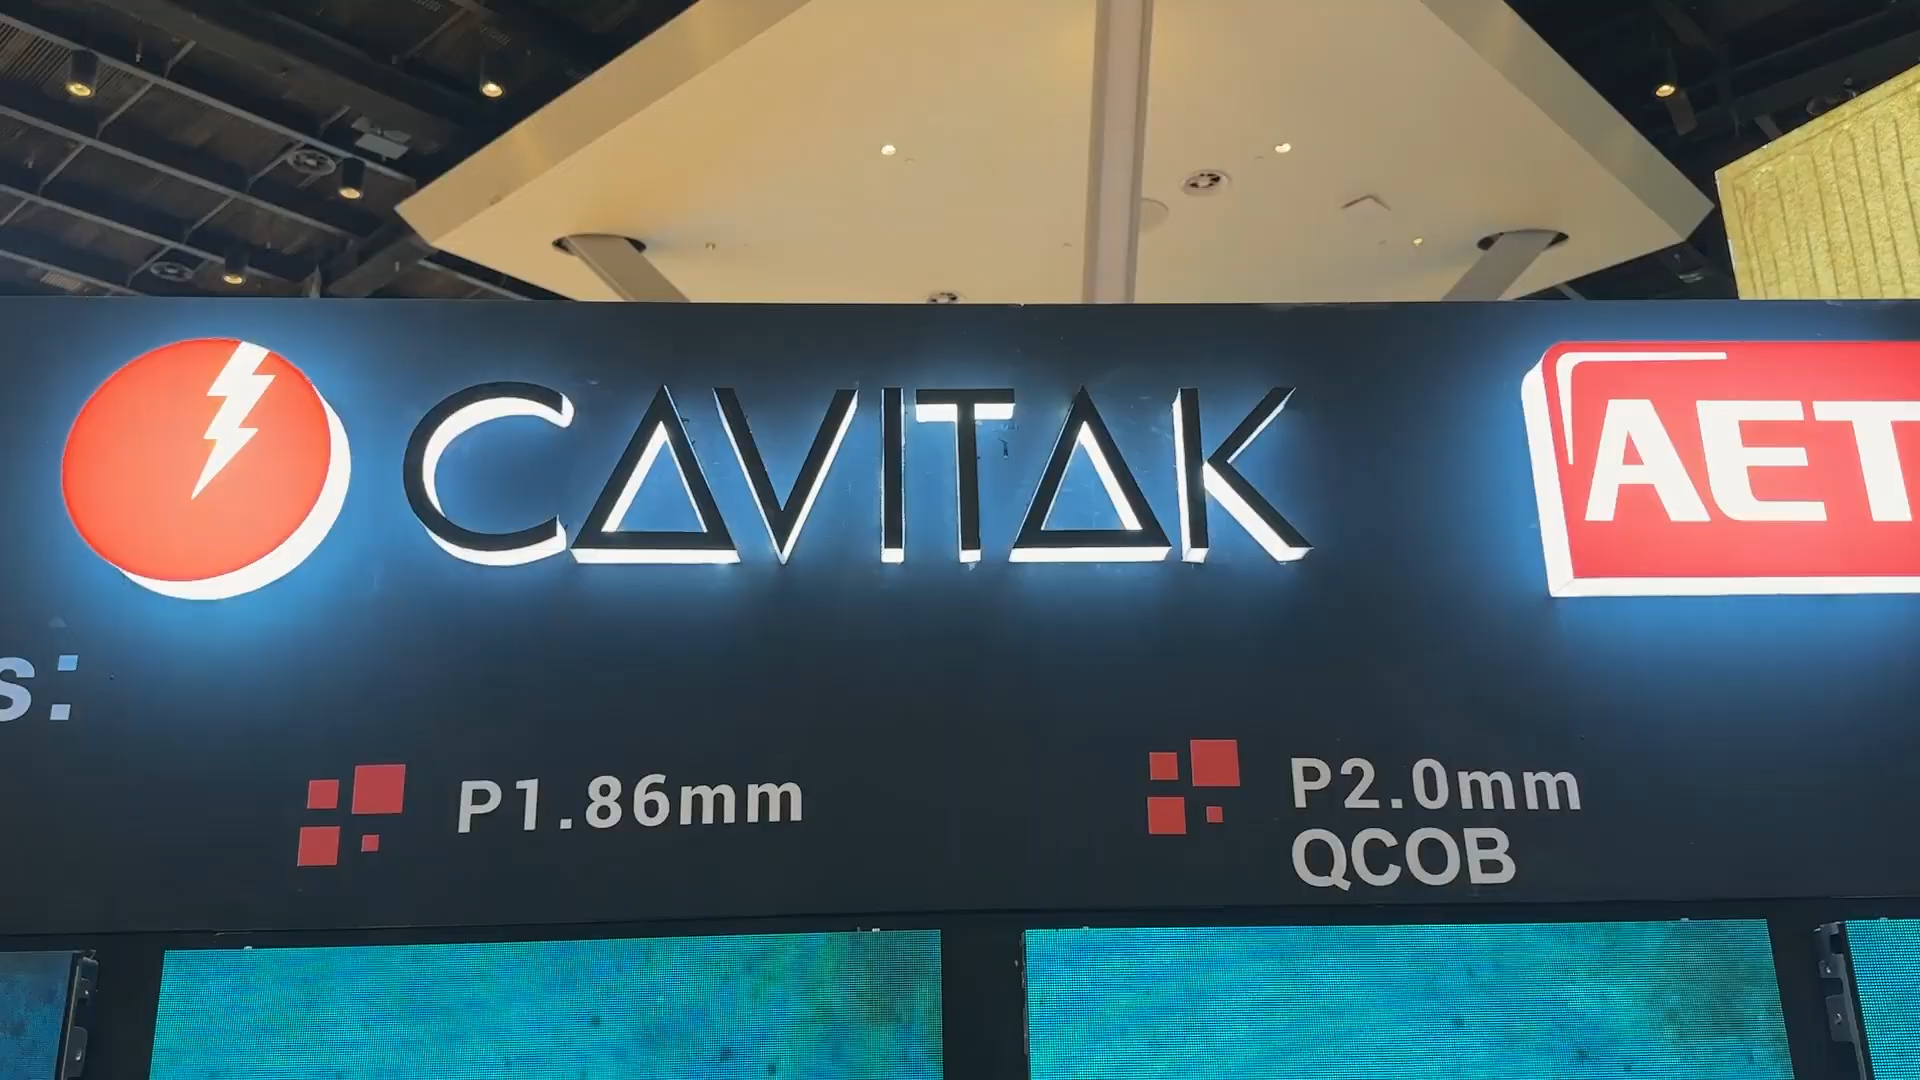 CAVITAK
AET
s:
P1.86mm
P2.0mm
QCOB